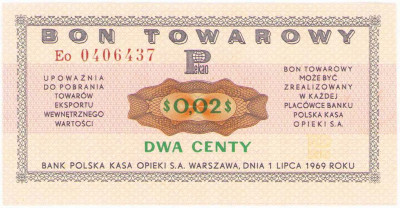 BON TOWAROWY
Eo 0406437
Pekao
UPOWAŻNIA
DO POBRANIA
TOWARÓW
EKSPORTU
WEWNĘTRZNEGO
WARTOŚCI
$0,02$
BON TOWAROWY
MOŻE BYĆ
ZREALIZOWANY
W KAŻDEJ
PLACÓWCE BANKU
POLSKA KASA
OPIEKI S.A.
DWA CENTY
BANK POLSKA KASA OPIEKI S.A. WARSZAWA, DNIA 1 LIPCA 1969 ROKU